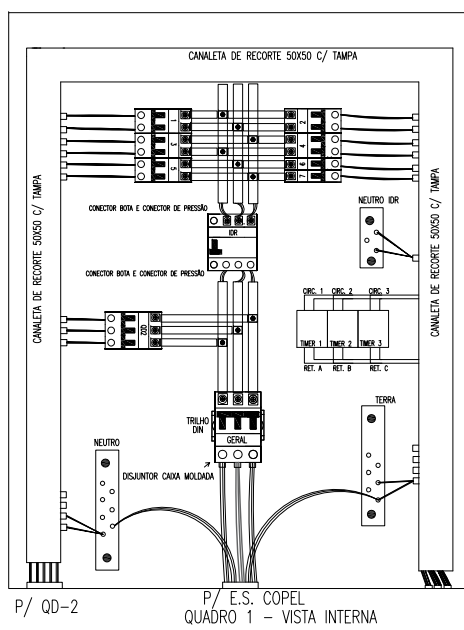 CANALETA DE RECORTE 50X50 C/ TAMPA
CANALETA DE RECORTE 50X50 C/ TAMPA
CANALETA DE RECORTE 50X50 C/ TAMPA
1
2
3
4
5
6
7
CONECTOR BOTA E CONECTOR DE PRESSÃO
IDR
NEUTRO IDR
CONECTOR BOTA E CONECTOR DE PRESSÃO
CIRC. 1 CIRC. 2 CIRC. 3
QD2
TIMER 1 TIMER 2 TIMER 3
RET. A RET. B RET. C
TRILHO
DIN
TERRA
NEUTRO
GERAL
DISJUNTOR CAIXA MOLDADA
P/ QD-2
P/ E.S. COPEL
QUADRO 1 - VISTA INTERNA